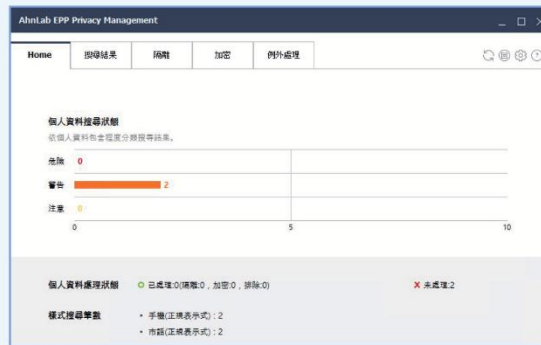 AhnLab EPP Privacy Management
Home 搜尋結果 隔離 加密 例外處理
個人資料搜尋狀態
依個人資料包含程度分類搜尋結果。
危險 0
警告 2
注意 0
0 5 10
個人資料處理狀態 已處理:0(隔離:0 , 加密:0 , 排除:0) X 未處理:2
樣式搜尋筆數 • 手機(正規表示式) : 2
• 市話(正規表示式) : 2